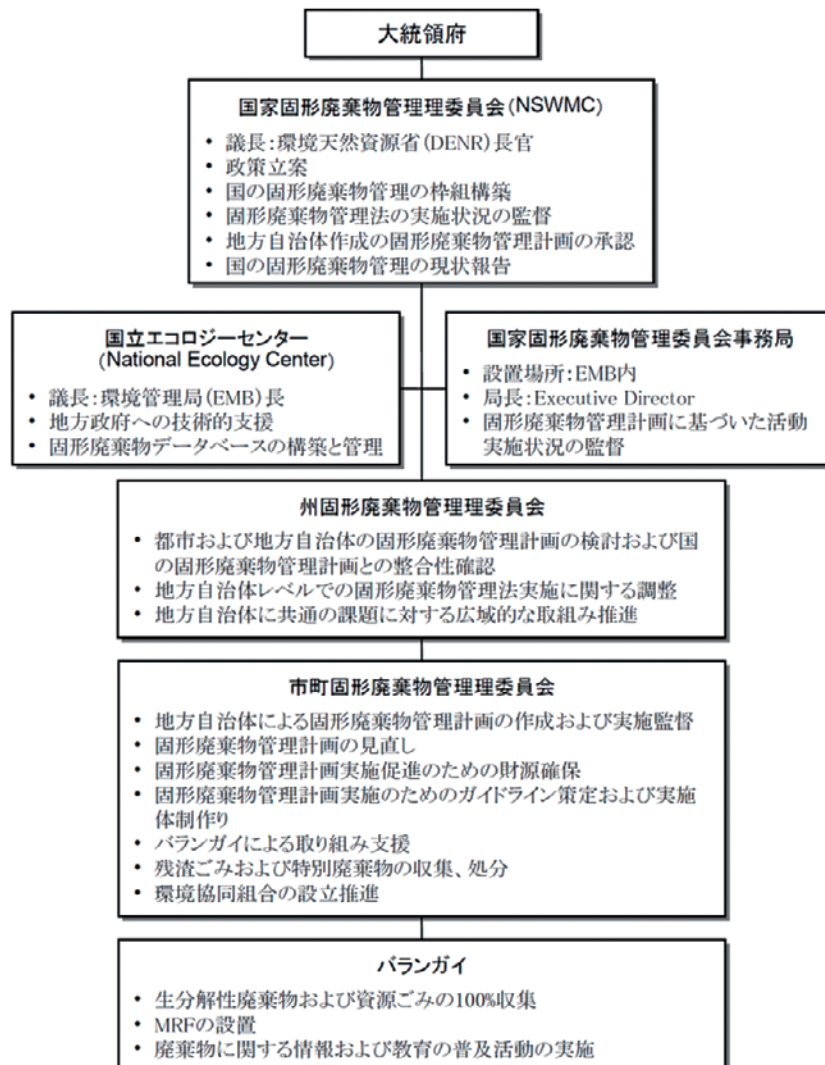 大統領府
国家固形廃棄物管理理委員会(NSWMC)
• 議長:環境天然資源省(DENR)長官
• 政策立案
• 国の固形廃棄物管理の枠組構築
• 固形廃棄物管理法の実施状況の監督
• 地方自治体作成の固形廃棄物管理計画の承認
• 国の固形廃棄物管理の現状報告
国立エコロジーセンター
(National Ecology Center)
• 議長:環境管理局(EMB)長
• 地方政府への技術的支援
• 固形廃棄物データベースの構築と管理
国家固形廃棄物管理委員会事務局
• 設置場所:EMB内
• 局長:Executive Director
• 固形廃棄物管理計画に基づいた活動
実施状況の監督
州固形廃棄物管理理委員会
• 都市および地方自治体の固形廃棄物管理計画の検討および国
の固形廃棄物管理計画との整合性確認
• 地方自治体レベルでの固形廃棄物管理法実施に関する調整
• 地方自治体に共通の課題に対する広域的な取組み推進
市町固形廃棄物管理理委員会
• 地方自治体による固形廃棄物管理計画の作成および実施監督
• 固形廃棄物管理計画の見直し
• 固形廃棄物管理計画実施促進のための財源確保
• 固形廃棄物管理計画実施のためのガイドライン策定および実施
体制作り
• バランガイによる取り組み支援
• 残渣ごみおよび特別廃棄物の収集、処分
• 環境協同組合の設立推進
バランガイ
• 生分解性廃棄物および資源ごみの100%収集
• MRFの設置
• 廃棄物に関する情報および教育の普及活動の実施